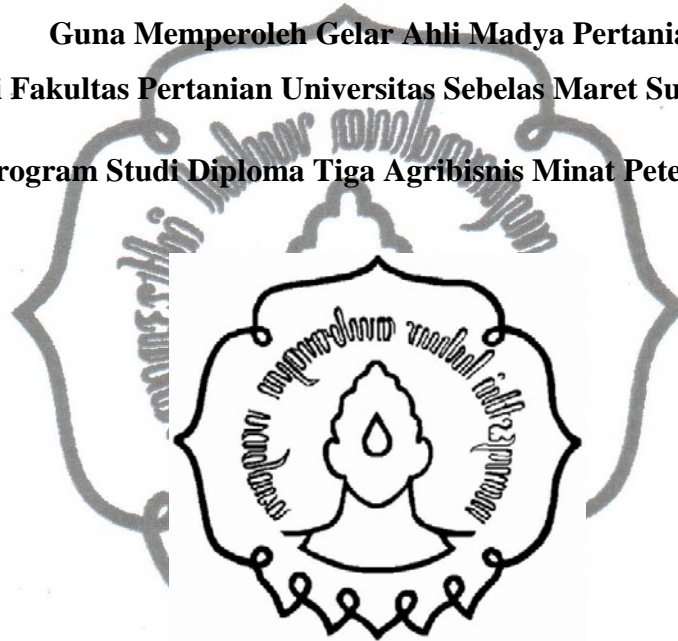 Guna Memperoleh Gelar Ahli Madya Pertania
i Fakultas Pertanian Universitas Sebelas Maret Su
rogram Studi Diploma Tiga Agribisnis Minat Pete